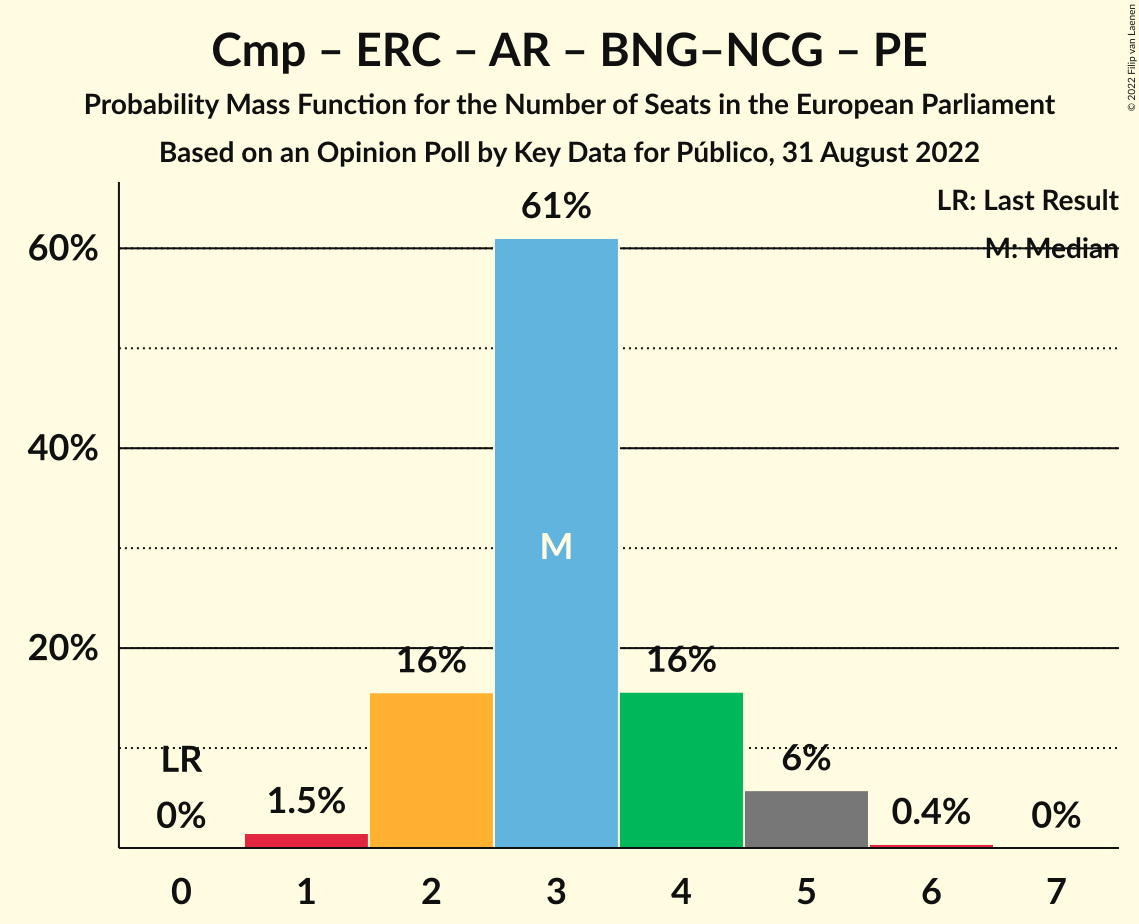 Cmp – ERC – AR – BNG–NCG – PE
Probability Mass Function for the Number of Seats in the European Parliament
Based on an Opinion Poll by Key Data for Público, 31 August 2022
© 2022 Filip van Laenen
LR: Last Result
M: Median
61%
60%
40%
M
20%
16%
16%
LR
6%
0%
1.5%
0.4%
0%
0 1 2 3 4 5 6 7